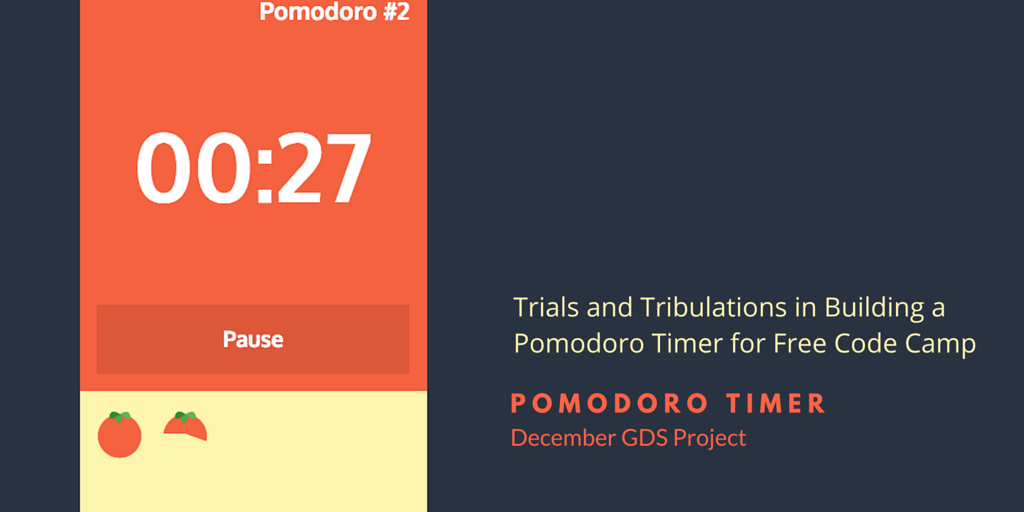 Pomodoro #2
00:27
Pause
Trials and Tribulations in Building a
Pomodoro Timer for Free Code Camp
POMODORO TIMER
December GDS Project